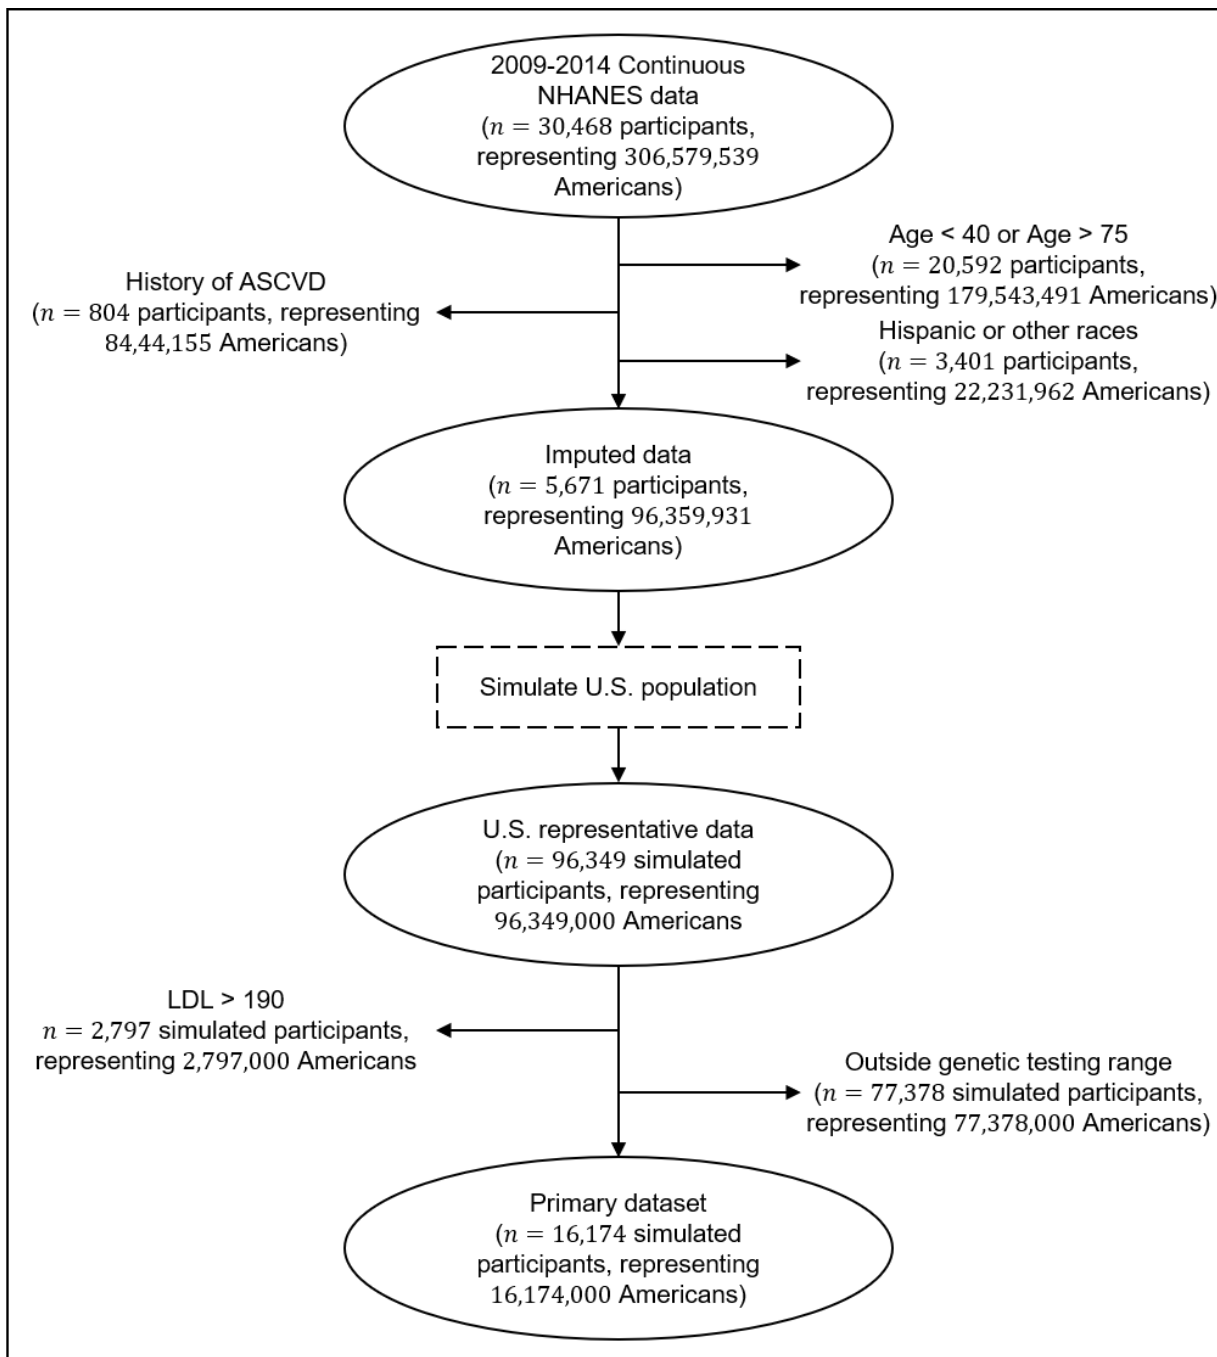 2009-2014 Continuous
NHANES data
(n = 30,468 participants,
representing 306,579,539
Americans)
Age < 40 or Age > 75
(n = 20,592 participants,
representing 179,543,491 Americans)
History of ASCVD
(n = 804 participants, representing
84,44,155 Americans)
Hispanic or other races
(n = 3,401 participants,
representing 22,231,962 Americans)
Imputed data
(n = 5,671 participants,
representing 96,359,931
Americans)
Simulate U.S. population
U.S. representative data
(n = 96,349 simulated
participants, representing
96,349,000 Americans
LDL > 190
n = 2,797 simulated participants,
representing 2,797,000 Americans
Outside genetic testing range
(n = 77,378 simulated participants,
representing 77,378,000 Americans)
Primary dataset
(n = 16,174 simulated
participants, representing
16,174,000 Americans)